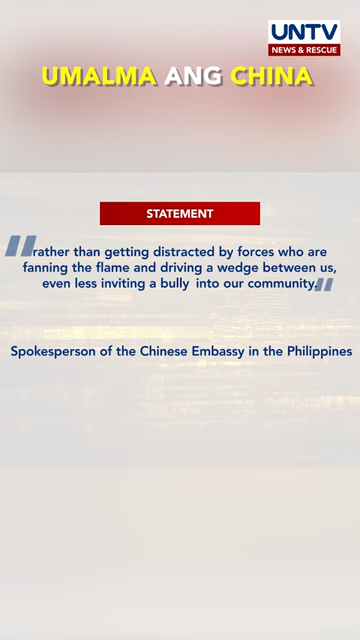 UNTV
NEWS & RESCUE
UMALMA ANG CHINA
STATEMENT
"rather than getting distracted by forces who are
fanning the flame and driving a wedge between us,
even less inviting a bully into our community."
Spokesperson of the Chinese Embassy in the Philippines